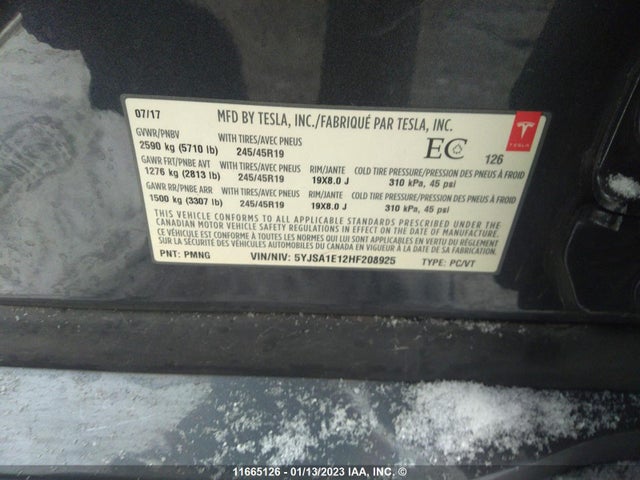 07/17 MFD BY TESLA, INC./FABRIQUÉ PAR TESLA, INC.
GVWR/PNBV WITH TIRES/AVEC PNEUS
2590 kg (5710 lb) 245/45R19 EC 126 TESLA
GAWR FRT/PNBE AVT WITH TIRES/AVEC PNEUS RIM/JANTE COLD TIRE PRESSURE/PRESSION DES PNEUS À FROID
1276 kg (2813 lb) 245/45R19 19X8.0 J 310 kPa, 45 psi
GAWR RR/PNBE ARR WITH TIRES/AVEC PNEUS RIM/JANTE COLD TIRE PRESSURE/PRESSION DES PNEUS À FROID
1500 kg (3307 lb) 245/45R19 19X8.0 J 310 kPa, 45 psi
THIS VEHICLE CONFORMS TO ALL APPLICABLE STANDARDS PRESCRIBED UNDER THE
CANADIAN MOTOR VEHICLE SAFETY REGULATIONS IN EFFECT ON THE DATE OF MANUFACTURE
CE VÉHICULE EST CONFORME À TOUTES LES NORMES QUI LUI SONT APPLICABLES EN VERTU DU RÈGLEMENT
SUR LA SÉCURITÉ DES VÉHICULES AUTOMOBILES DU CANADA EN VIGUEUR À LA DATE DE SA FABRICATION
PNT: PMNG VIN/NIV: 5YJSA1E12HF208925 TYPE: PC/VT
11665126 - 01/13/2023 IAA, INC. ©